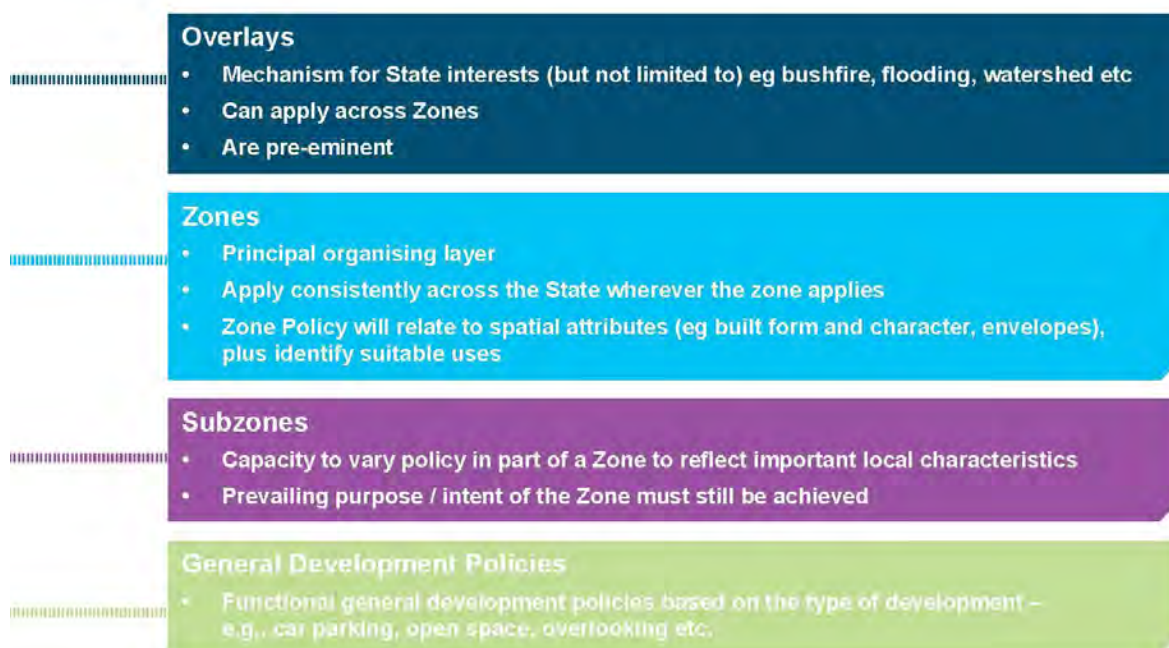 Overlays
• Mechanism for State interests (but not limited to) eg bushfire, flooding, watershed etc
• Can apply across Zones
• Are pre-eminent
Zones
• Principal organising layer
• Apply consistently across the State wherever the zone applies
• Zone Policy will relate to spatial attributes (eg built form and character, envelopes),
plus identify suitable uses
Subzones
• Capacity to vary policy in part of a Zone to reflect important local characteristics
• Prevailing purpose / intent of the Zone must still be achieved
General Development Policies
• Functional general development policies based on the type of development –
e.g., car parking, open space, overlooking etc.